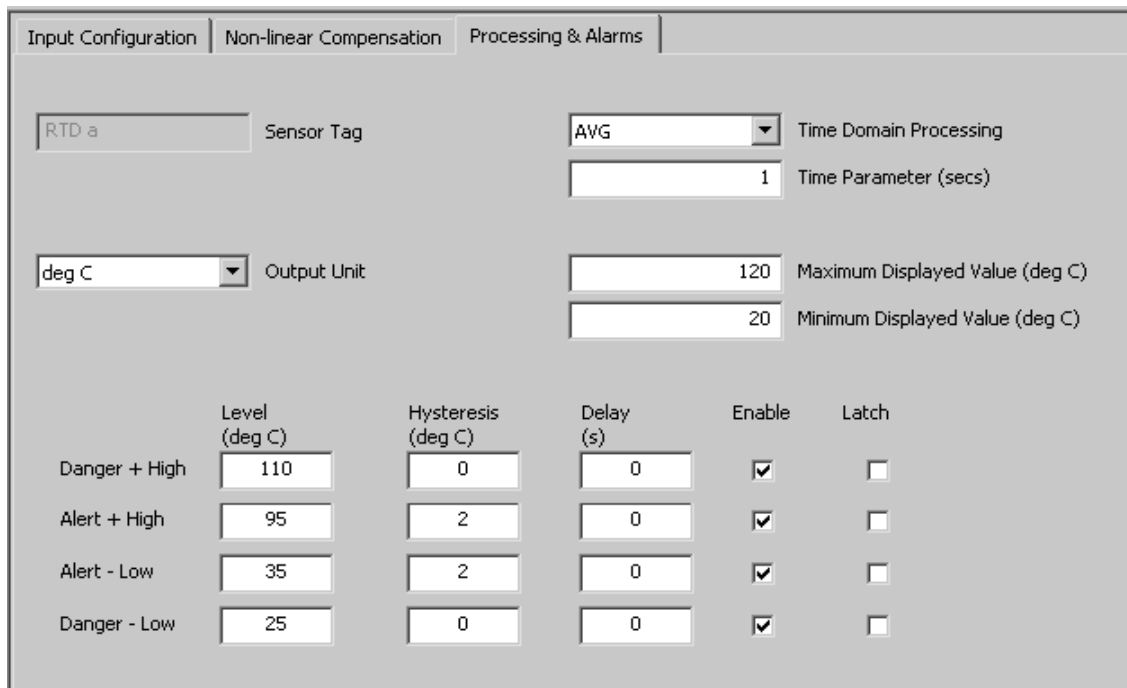 Input Configuration Non-linear Compensation Processing & Alarms
RTD a Sensor Tag AVG Time Domain Processing
1 Time Parameter (secs)
deg C Output Unit 120 Maximum Displayed Value (deg C)
20 Minimum Displayed Value (deg C)
Level Hysteresis Delay Enable Latch
(deg C) (deg C) (s)
Danger + High 110 0 0
Alert + High 95 2 0
Alert - Low 35 2 0
Danger - Low 25 0 0